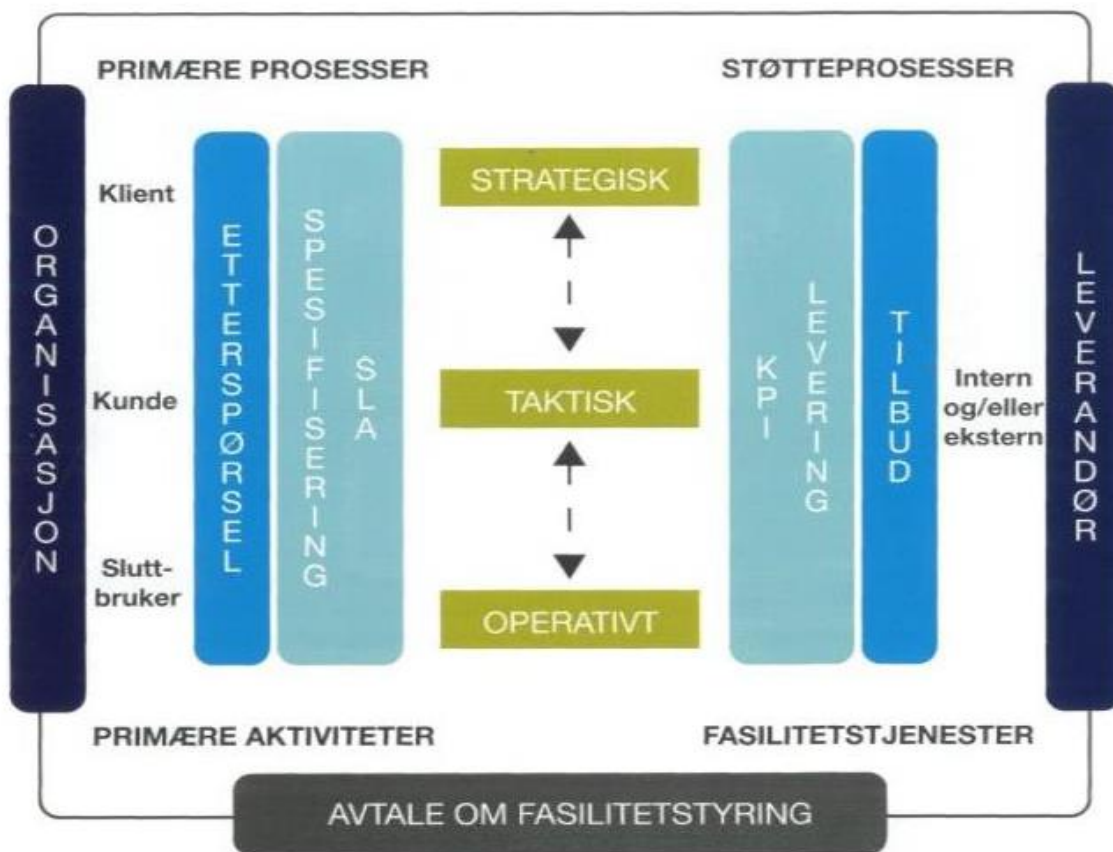 PRIMÆRE PROSESSER
STØTTEPROSESSER
ORGANISASJON
Klient
Kunde
Slutt-
bruker
ETTERSPØRSEL
SPESIFISERING
SLA
STRATEGISK
TAKTISK
OPERATIVT
KPI
LEVERING
TILBUD
Intern
og/eller
ekstern
LEVERANDØR
PRIMÆRE AKTIVITETER
FASILITETSTJENESTER
AVTALE OM FASILITETSTYRING